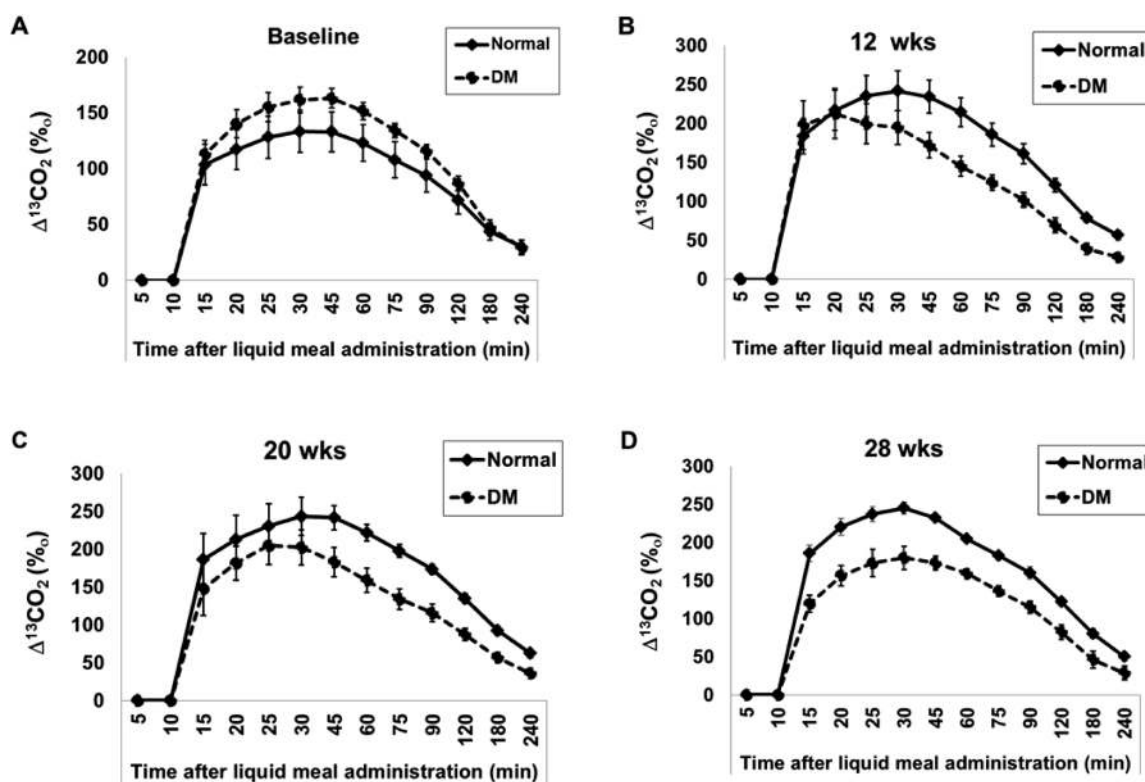 A
Baseline
Normal
DM
Δ¹³CO₂ (‰)
200
150
100
50
0
5 10 15 20 25 30 45 60 75 90 120 180 240
Time after liquid meal administration (min)
B
12 wks
Normal
DM
Δ¹³CO₂ (‰)
300
250
200
150
100
50
0
5 10 15 20 25 30 45 60 75 90 120 180 240
Time after liquid meal administration (min)
C
20 wks
Normal
DM
Δ¹³CO₂ (‰)
300
250
200
150
100
50
0
5 10 15 20 25 30 45 60 75 90 120 180 240
Time after liquid meal administration (min)
D
28 wks
Normal
DM
Δ¹³CO₂ (‰)
300
250
200
150
100
50
0
5 10 15 20 25 30 45 60 75 90 120 180 240
Time after liquid meal administration (min)